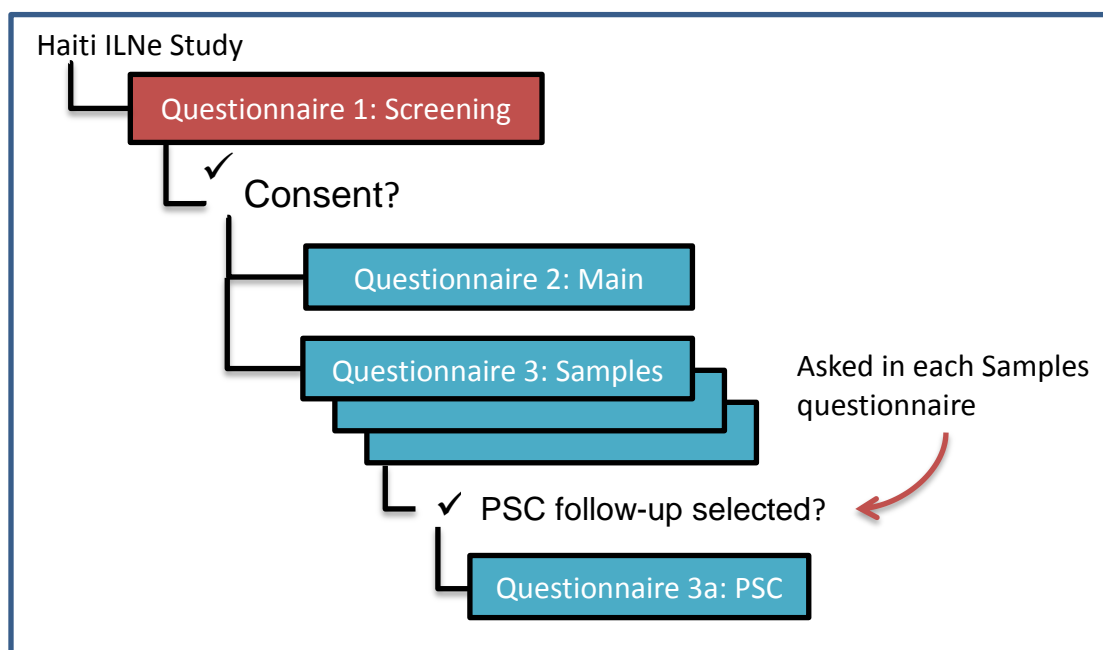 Haiti ILNe Study
Questionnaire 1: Screening
✓
Consent?
Questionnaire 2: Main
Questionnaire 3: Samples
Asked in each Samples
questionnaire
✓ PSC follow-up selected?
Questionnaire 3a: PSC